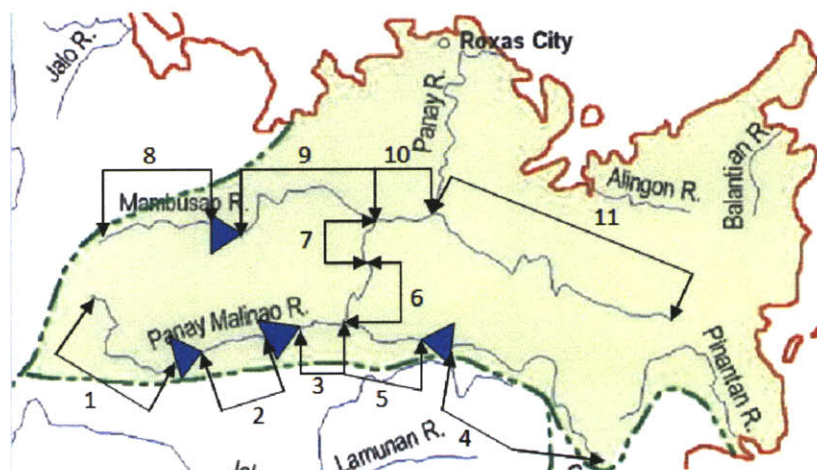 Jalo R.
Roxas City
Panay R.
8
9
10
Mambusao R.
Alingon R.
Balantian R.
11
7
6
Panay Malinao R.
Pinantan R.
1
2
3
5
4
Lamunan R.